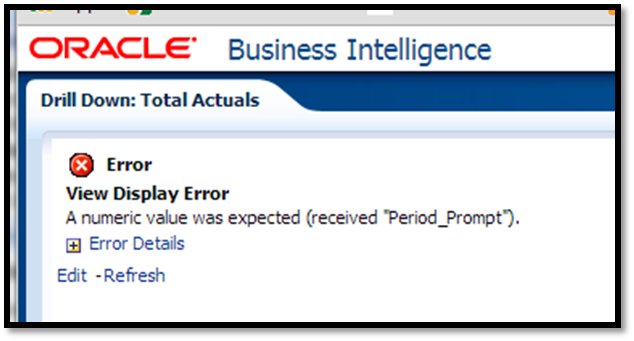 ORACLE Business Intelligence
Drill Down: Total Actuals
Error
View Display Error
A numeric value was expected (received "Period_Prompt").
Error Details
Edit - Refresh